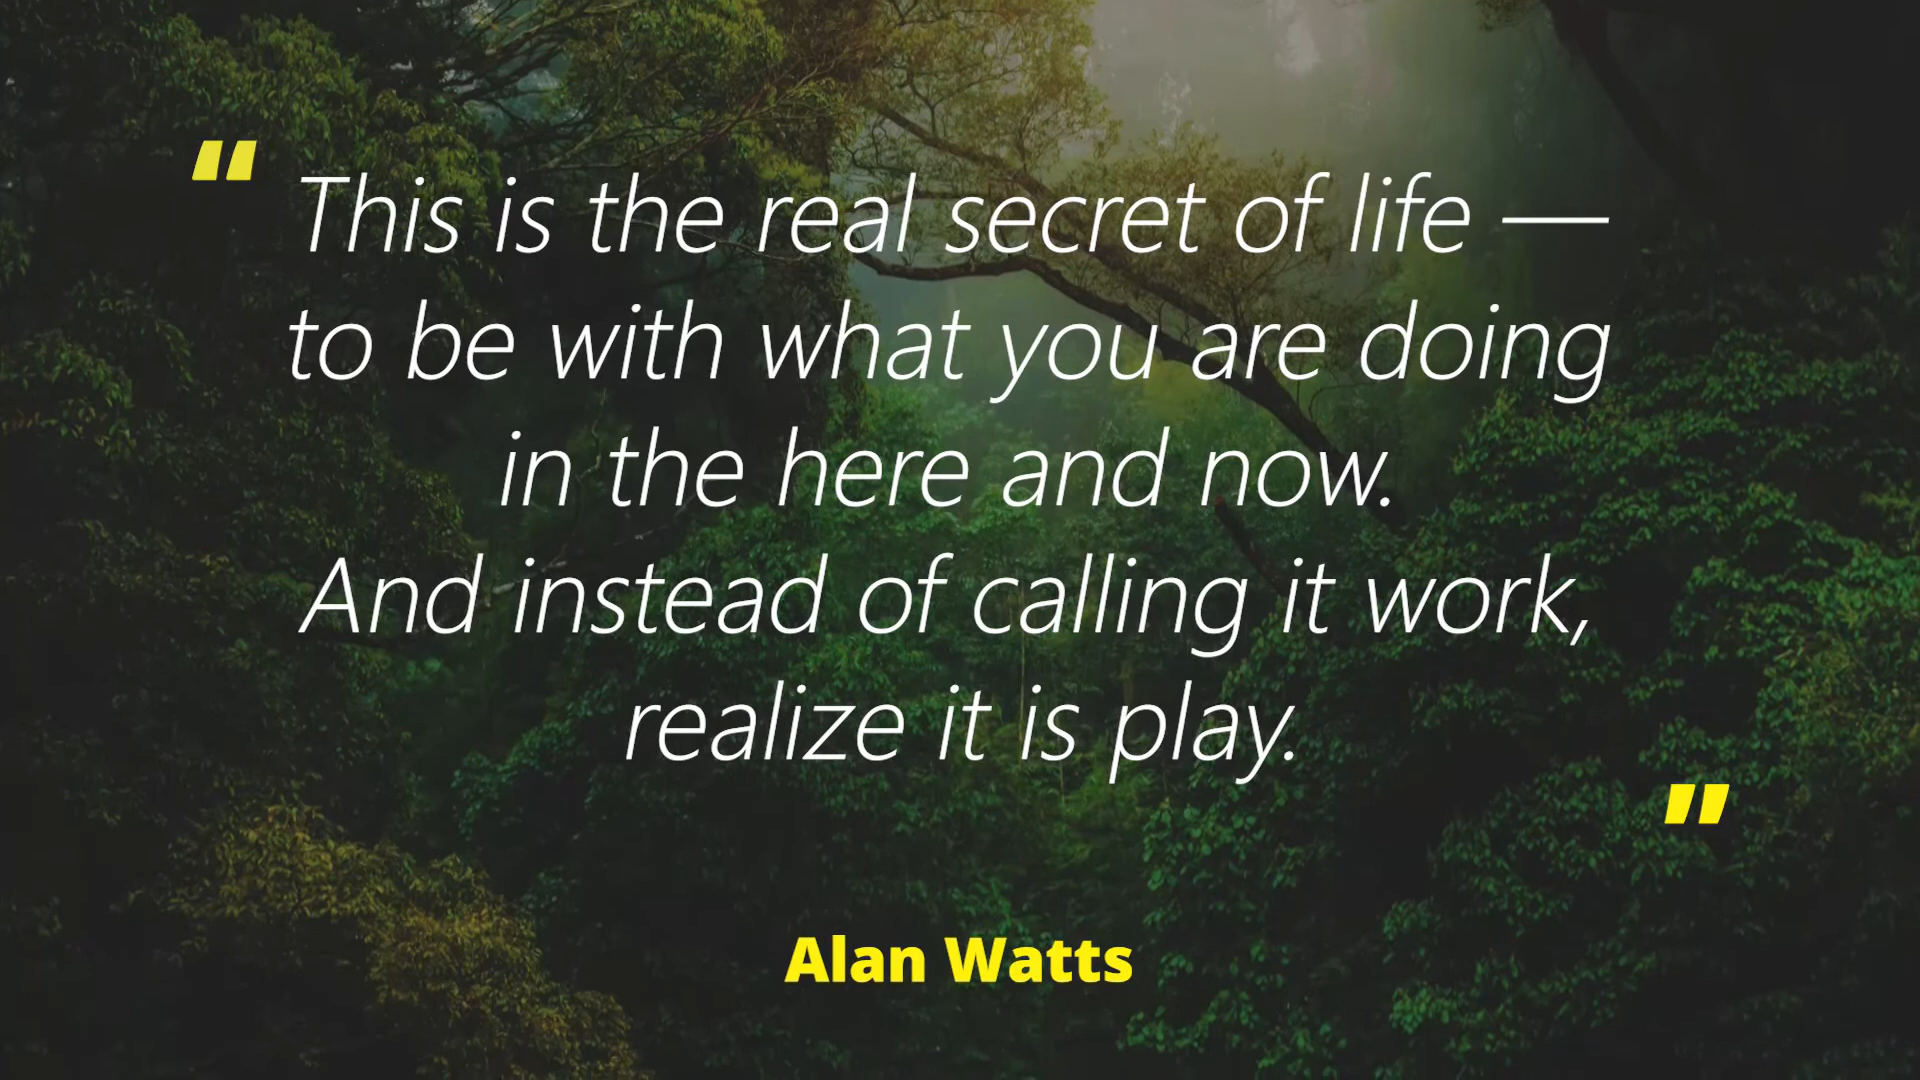 “ This is the real secret of life —
to be with what you are doing
in the here and now.
And instead of calling it work,
realize it is play.
”
Alan Watts